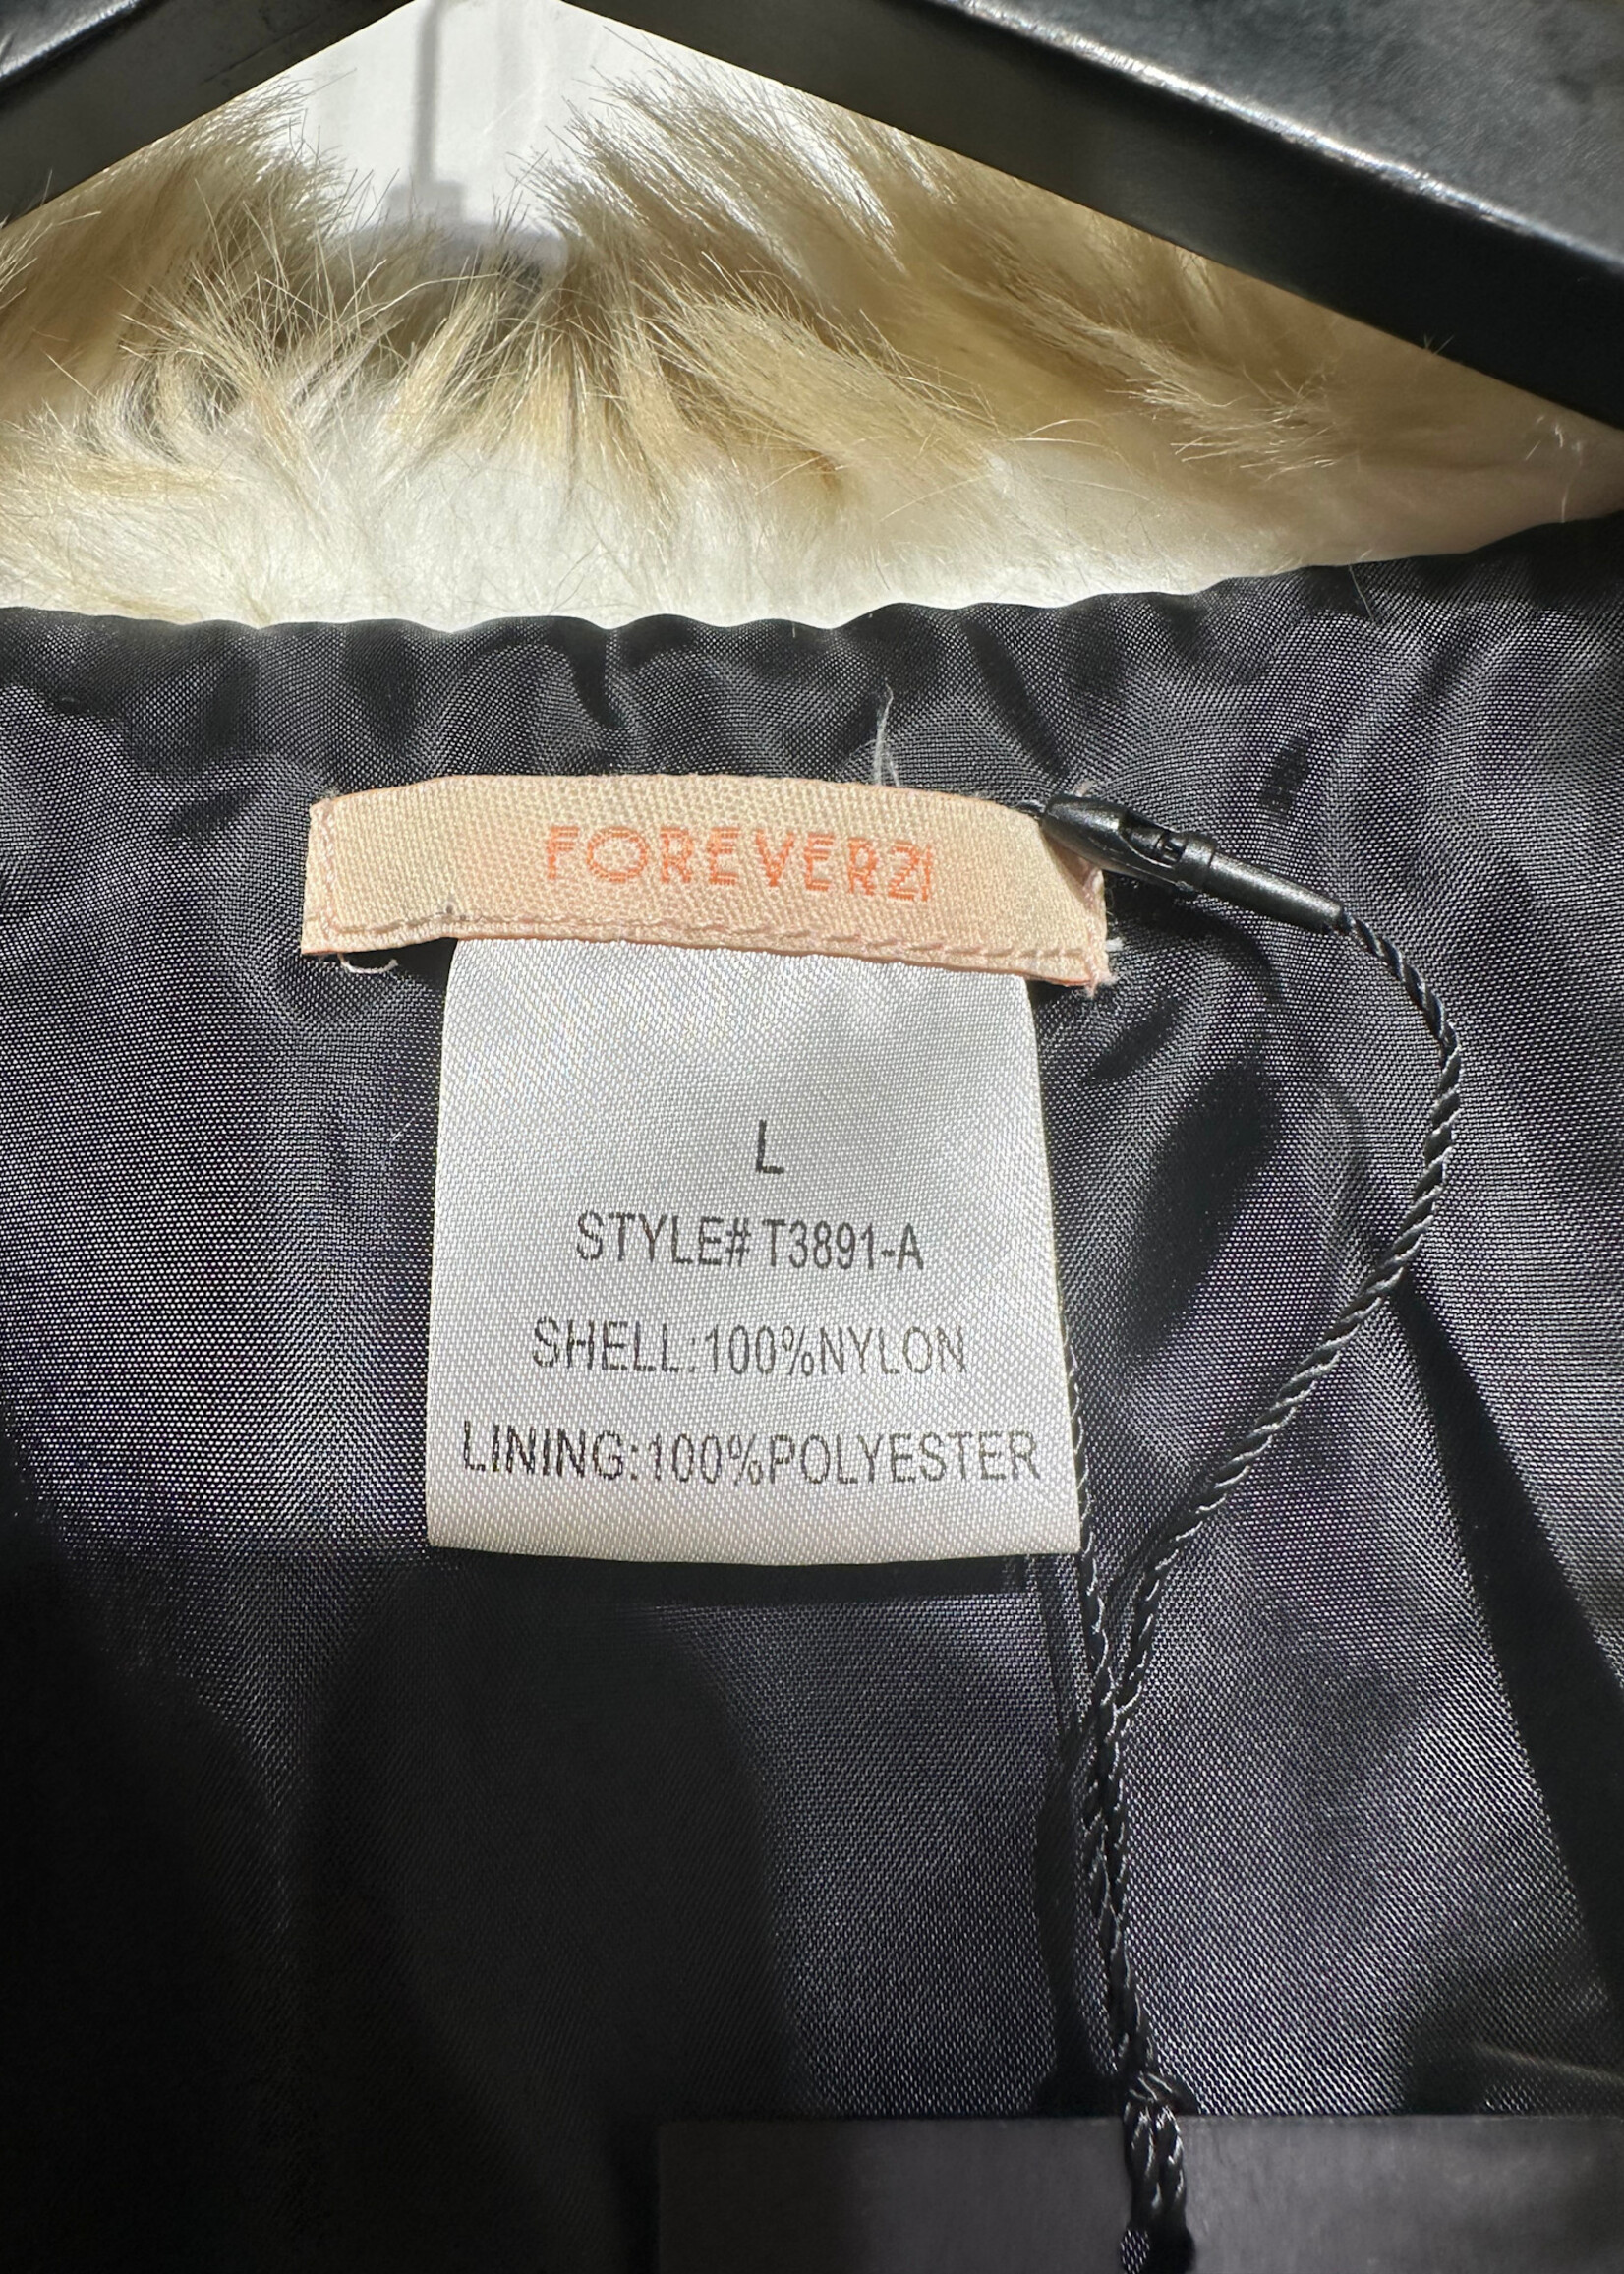 FOREVER21
L
STYLE# T3891-A
SHELL:100%NYLON
LINING:100%POLYESTER